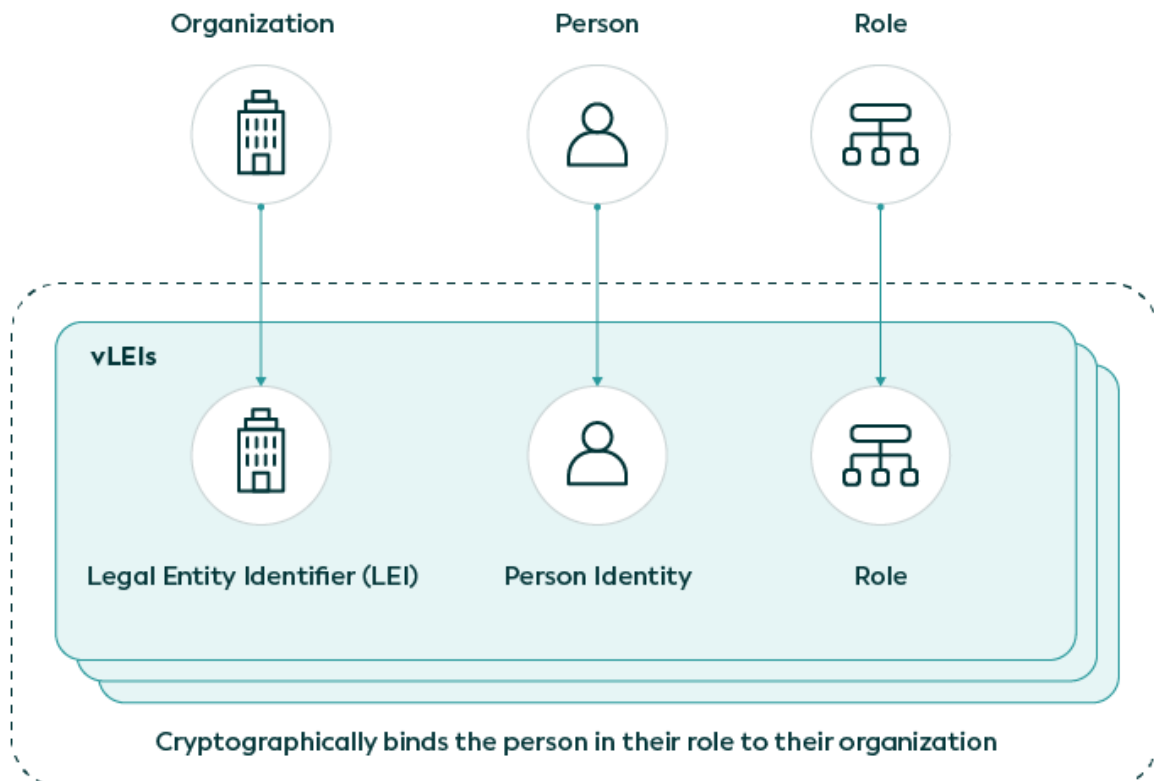 Organization
Person
Role
vLEIs
Legal Entity Identifier (LEI)
Person Identity
Role
Cryptographically binds the person in their role to their organization